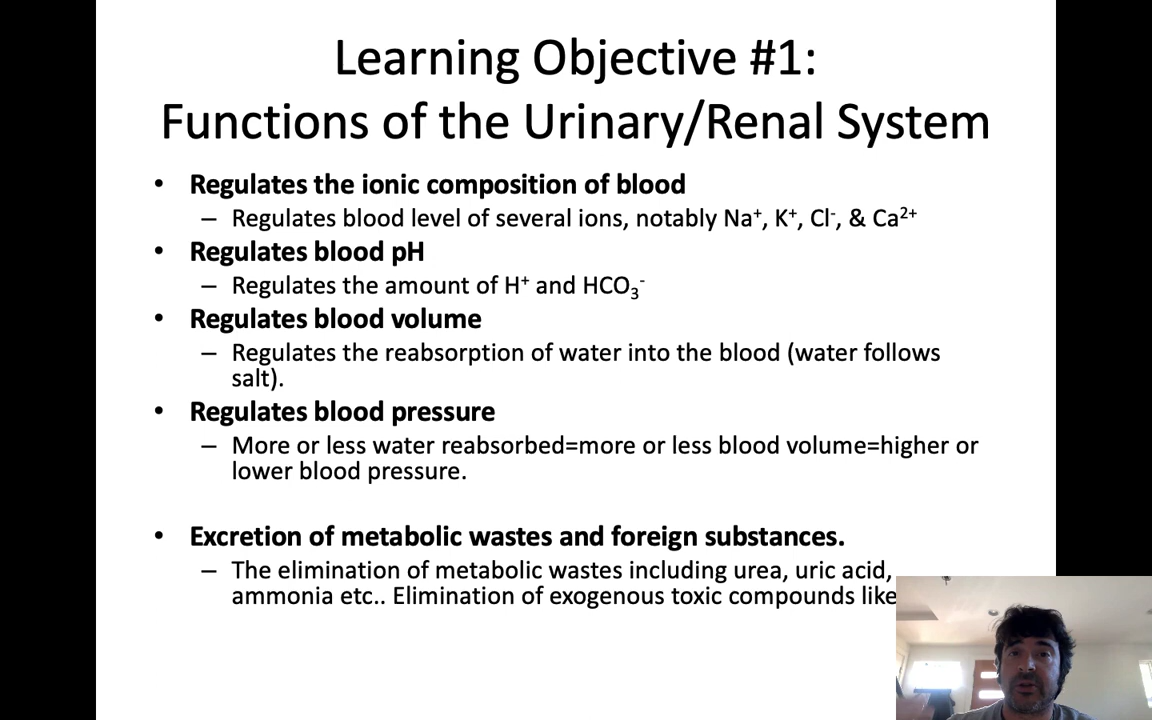 Learning Objective #1:
Functions of the Urinary/Renal System
• Regulates the ionic composition of blood
– Regulates blood level of several ions, notably Na⁺, K⁺, Cl⁻, & Ca²⁺
• Regulates blood pH
– Regulates the amount of H⁺ and HCO₃⁻
• Regulates blood volume
– Regulates the reabsorption of water into the blood (water follows
salt).
• Regulates blood pressure
– More or less water reabsorbed=more or less blood volume=higher or
lower blood pressure.
• Excretion of metabolic wastes and foreign substances.
– The elimination of metabolic wastes including urea, uric acid,
ammonia etc.. Elimination of exogenous toxic compounds like